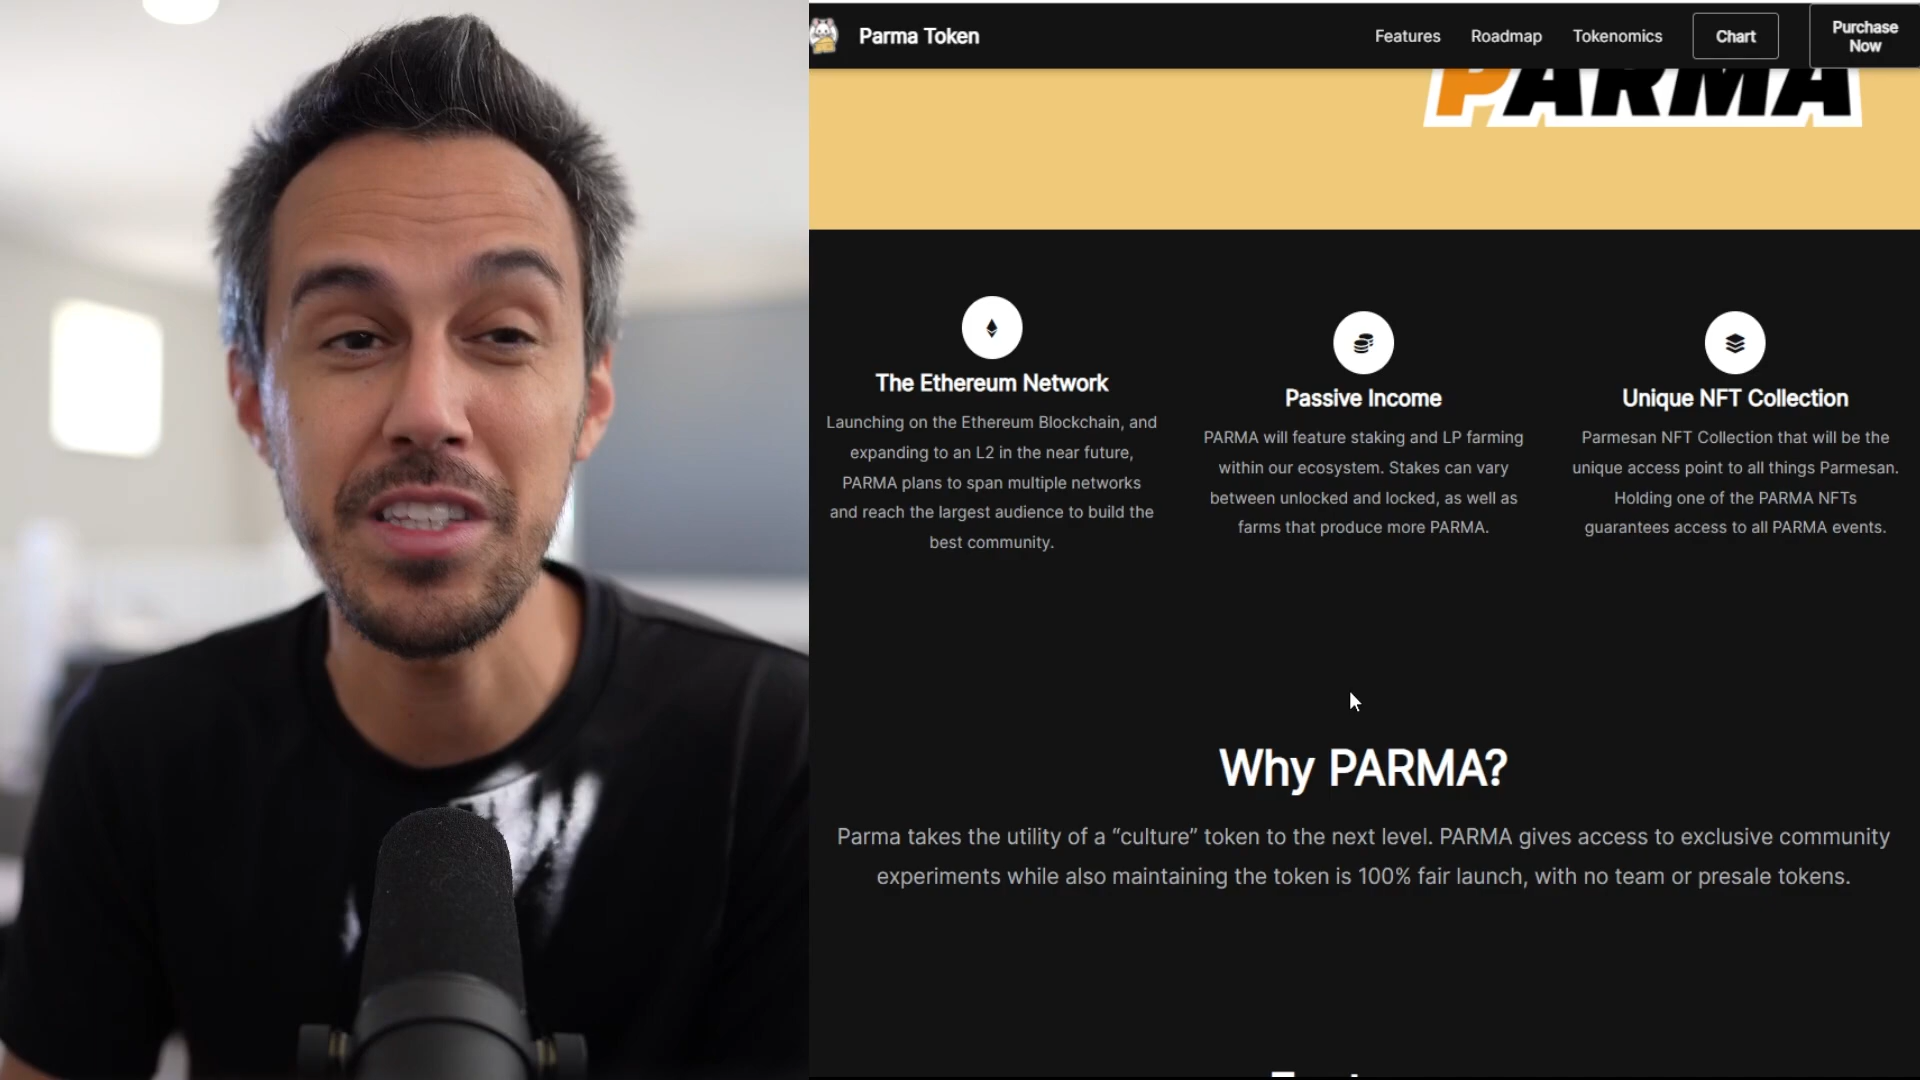 Parma Token
Features
Roadmap
Tokenomics
Chart
Purchase
Now
PARMA
The Ethereum Network
Launching on the Ethereum Blockchain, and
expanding to an L2 in the near future,
PARMA plans to span multiple networks
and reach the largest audience to build the
best community.
Passive Income
PARMA will feature staking and LP farming
within our ecosystem. Stakes can vary
between unlocked and locked, as well as
farms that produce more PARMA.
Unique NFT Collection
Parmesan NFT Collection that will be the
unique access point to all things Parmesan.
Holding one of the PARMA NFTs
guarantees access to all PARMA events.
Why PARMA?
Parma takes the utility of a “culture” token to the next level. PARMA gives access to exclusive community
experiments while also maintaining the token is 100% fair launch, with no team or presale tokens.